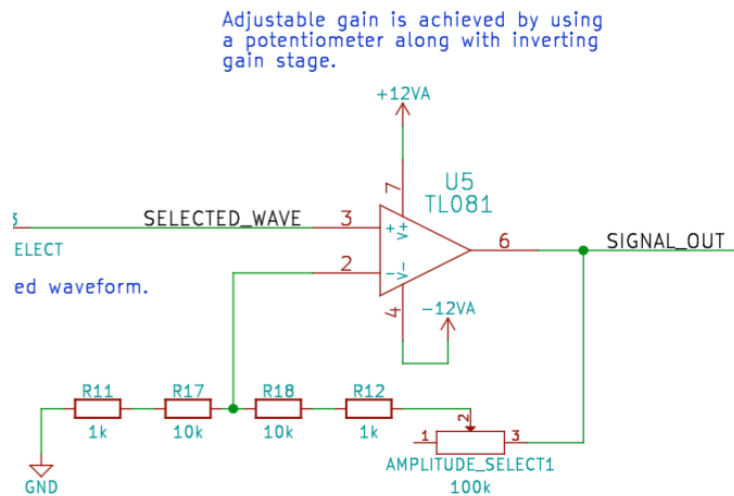 Adjustable gain is achieved by using
a potentiometer along with inverting
gain stage.
+12VA
7
U5
TL081
SELECTED_WAVE
3
+
V+
6
SIGNAL_OUT
ELECT
2
-
V-
ed waveform.
4
-12VA
R11
R17
R18
R12
1k
10k
10k
1k
2
1
3
AMPLITUDE_SELECT1
100k
GND